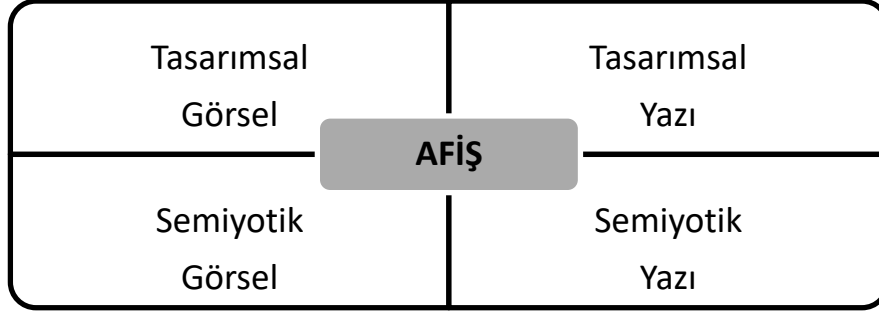 Tasarımsal
Görsel
Tasarımsal
Yazı
AFİŞ
Semiyotik
Görsel
Semiyotik
Yazı